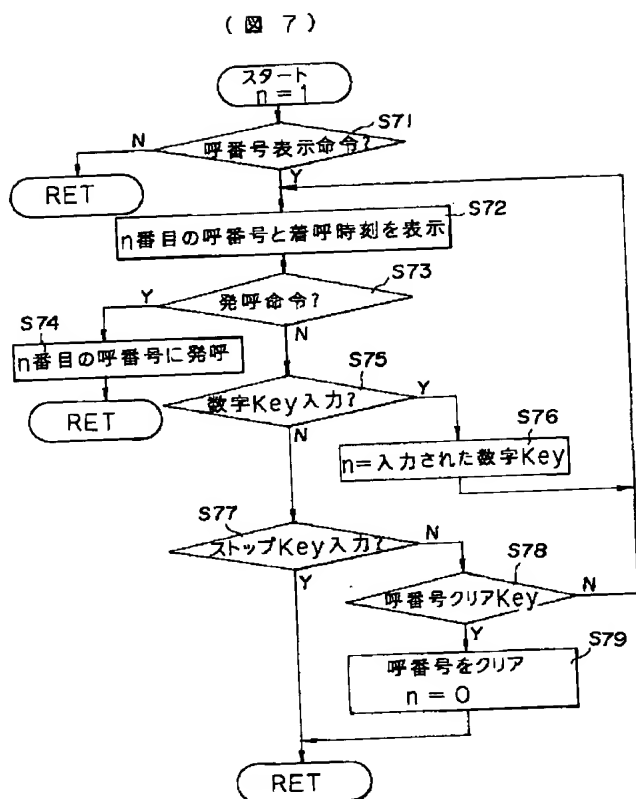 (図 7)
スタート
n = 1
S71
呼番号表示命令?
N
Y
RET
S72
n番目の呼番号と着呼時刻を表示
S73
Y
発呼命令?
N
S74
n番目の呼番号に発呼
RET
S75
数字Key入力?
Y
N
S76
n=入力された数字Key
S77
ストップKey入力?
N
Y
S78
呼番号クリアKey
N
Y
S79
呼番号をクリア
n = 0
RET